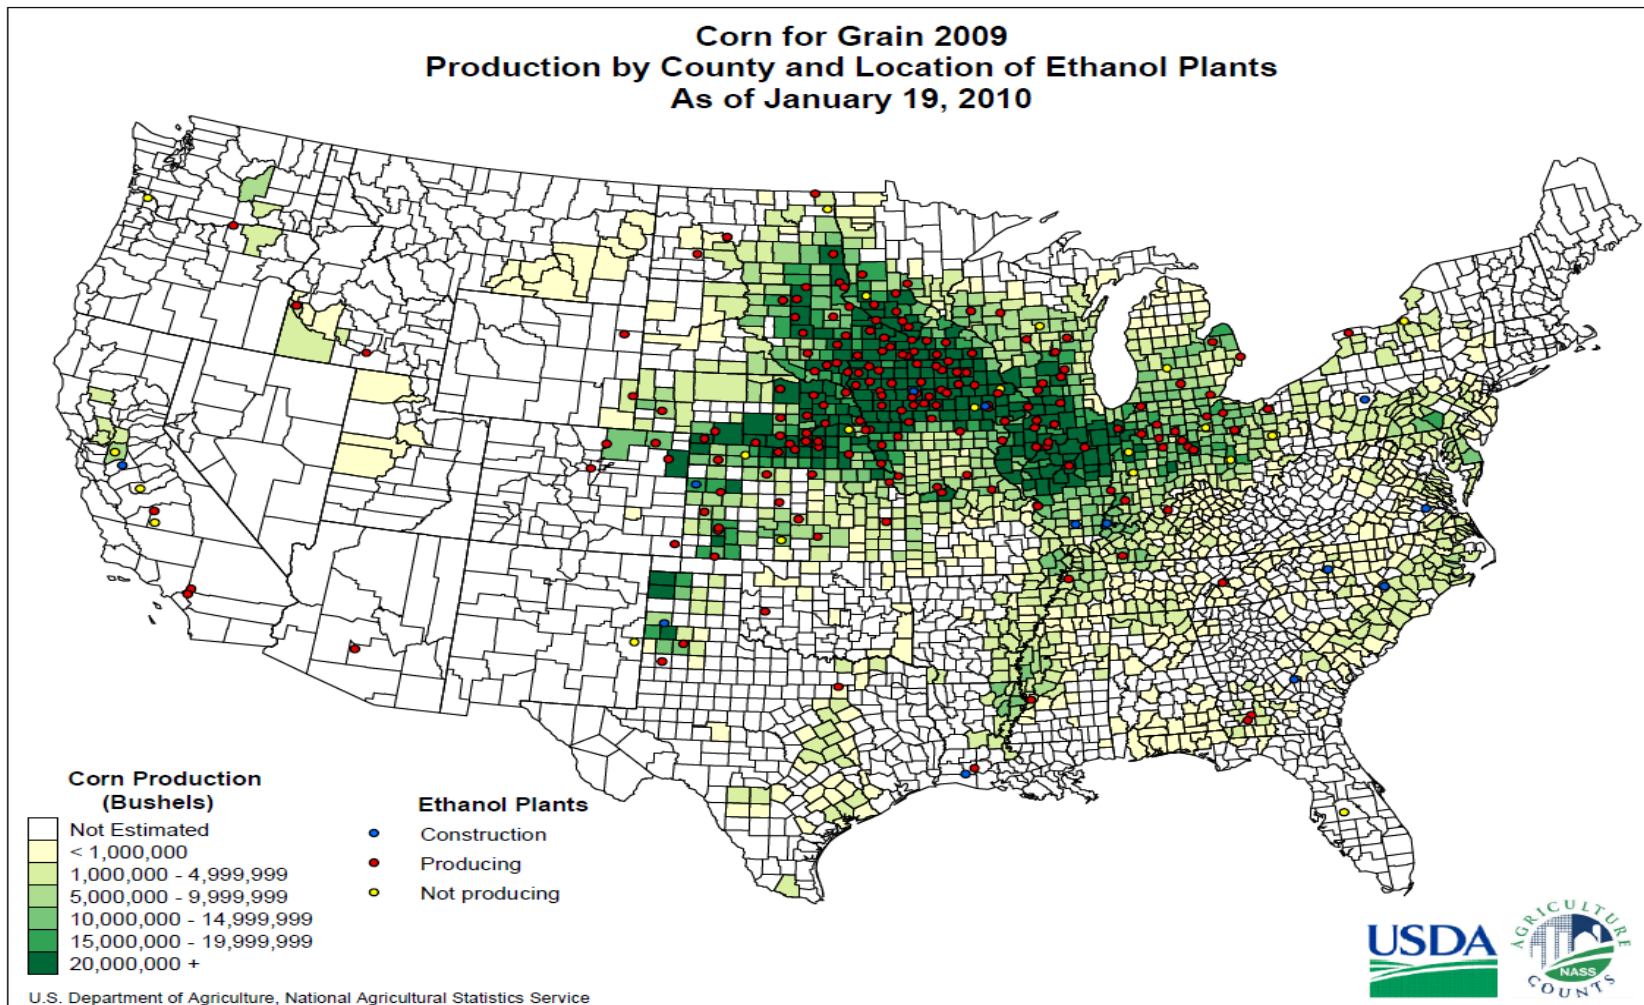 Corn for Grain 2009
Production by County and Location of Ethanol Plants
As of January 19, 2010
Corn Production
(Bushels)
Not Estimated
< 1,000,000
1,000,000 - 4,999,999
5,000,000 - 9,999,999
10,000,000 - 14,999,999
15,000,000 - 19,999,999
20,000,000 +
Ethanol Plants
Construction
Producing
Not producing
USDA
AGRICULTURE
NASS
COUNTS
U.S. Department of Agriculture, National Agricultural Statistics Service